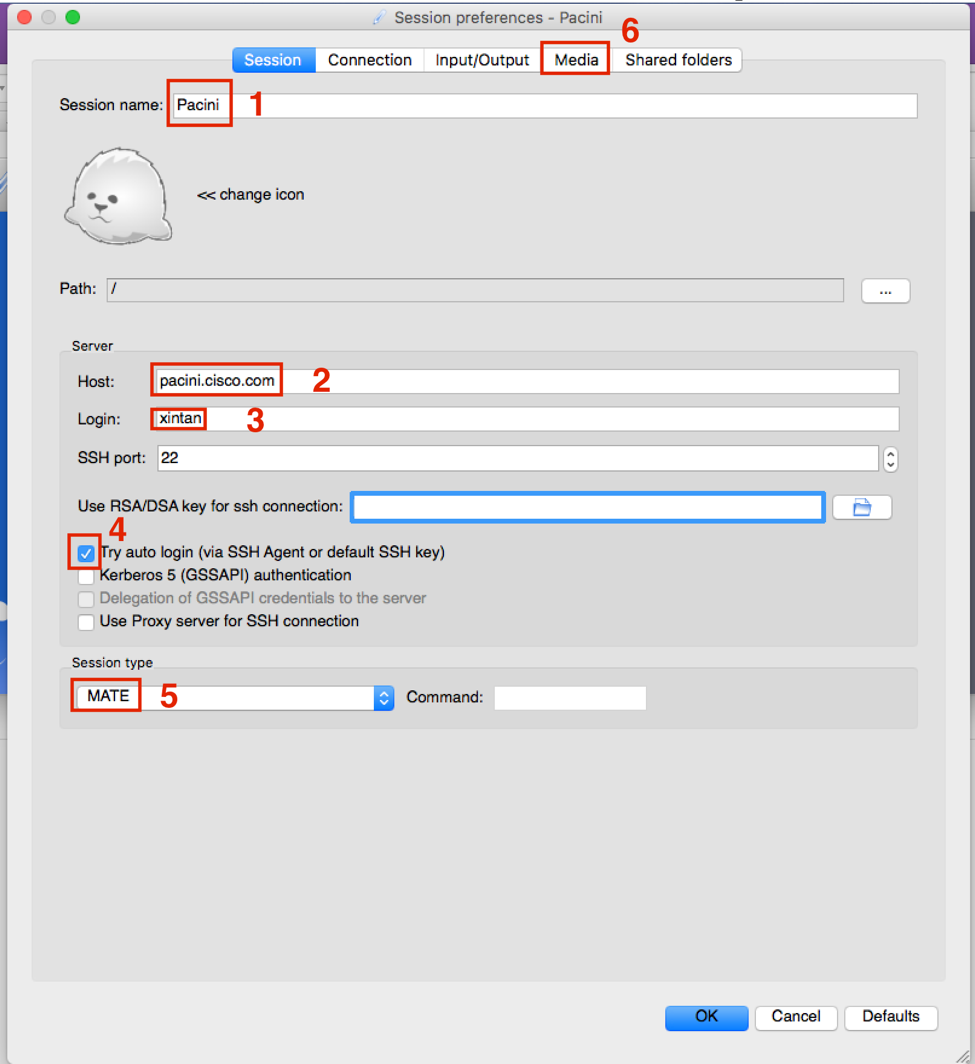 Session preferences - Pacini
6
Session Connection Input/Output Media Shared folders
Session name: Pacini 1
<< change icon
Path: / ...
Server
Host: pacini.cisco.com 2
Login: xintan 3
SSH port: 22
Use RSA/DSA key for ssh connection:
4
Try auto login (via SSH Agent or default SSH key)
Kerberos 5 (GSSAPI) authentication
Delegation of GSSAPI credentials to the server
Use Proxy server for SSH connection
Session type
MATE 5 Command:
OK Cancel Defaults